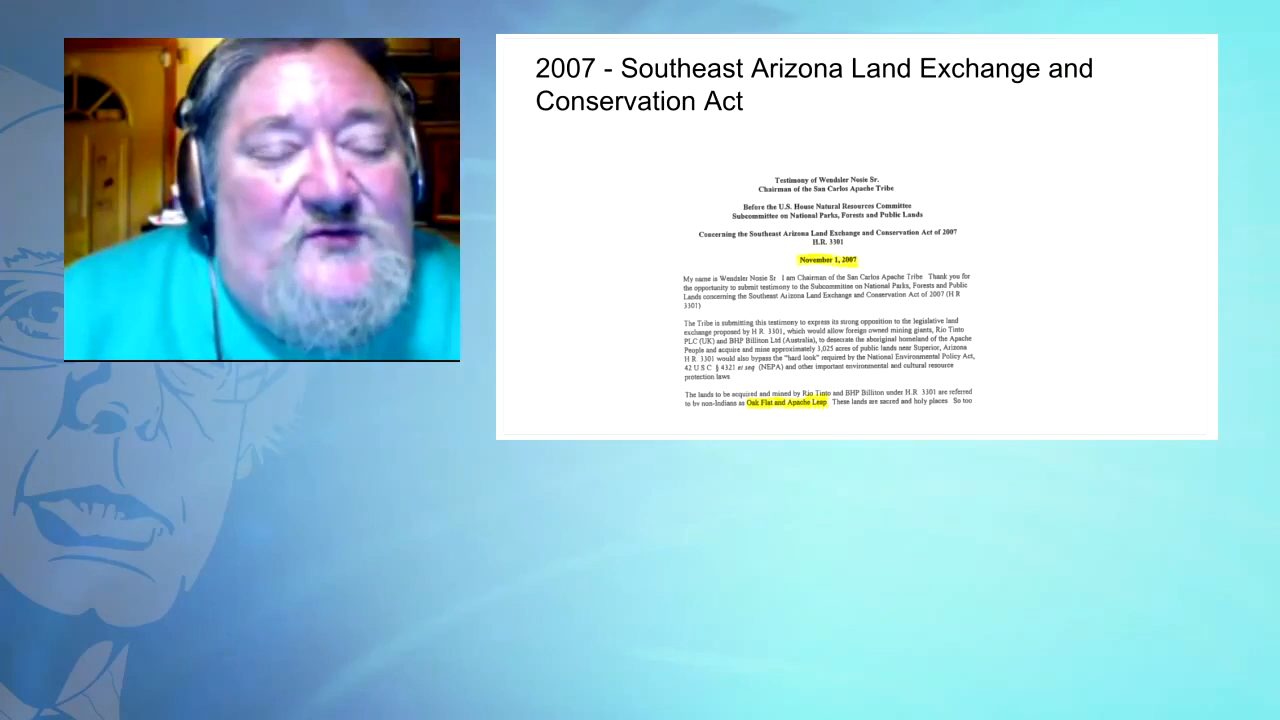 2007 - Southeast Arizona Land Exchange and
Conservation Act
Testimony of Wendsler Nosie Sr.
Chairman of the San Carlos Apache Tribe
Before the U.S. House Natural Resources Committee
Subcommittee on National Parks, Forests and Public Lands
Concerning the Southeast Arizona Land Exchange and Conservation Act of 2007
H.R. 3301
November 1, 2007
My name is Wendsler Nosie Sr I am Chairman of the San Carlos Apache Tribe Thank you for
the opportunity to submit testimony to the Subcommittee on National Parks, Forests and Public
Lands concerning the Southeast Arizona Land Exchange and Conservation Act of 2007 (H R
3301)
The Tribe is submitting this testimony to express its strong opposition to the legislative land
exchange proposed by H R. 3301, which would allow foreign owned mining giants, Rio Tinto
PLC (UK) and BHP Billiton Ltd (Australia), to desecrate the aboriginal homeland of the Apache
People and acquire and mine approximately 3,025 acres of public lands near Superior, Arizona
H R 3301 would also bypass the "hard look" required by the National Environmental Policy Act,
42 U S C § 4321 et seq (NEPA) and other important environmental and cultural resource
protection laws
The lands to be acquired and mined by Rio Tinto and BHP Billiton under H.R. 3301 are referred
to by non-Indians as Oak Flat and Apache Leap These lands are sacred and holy places So too